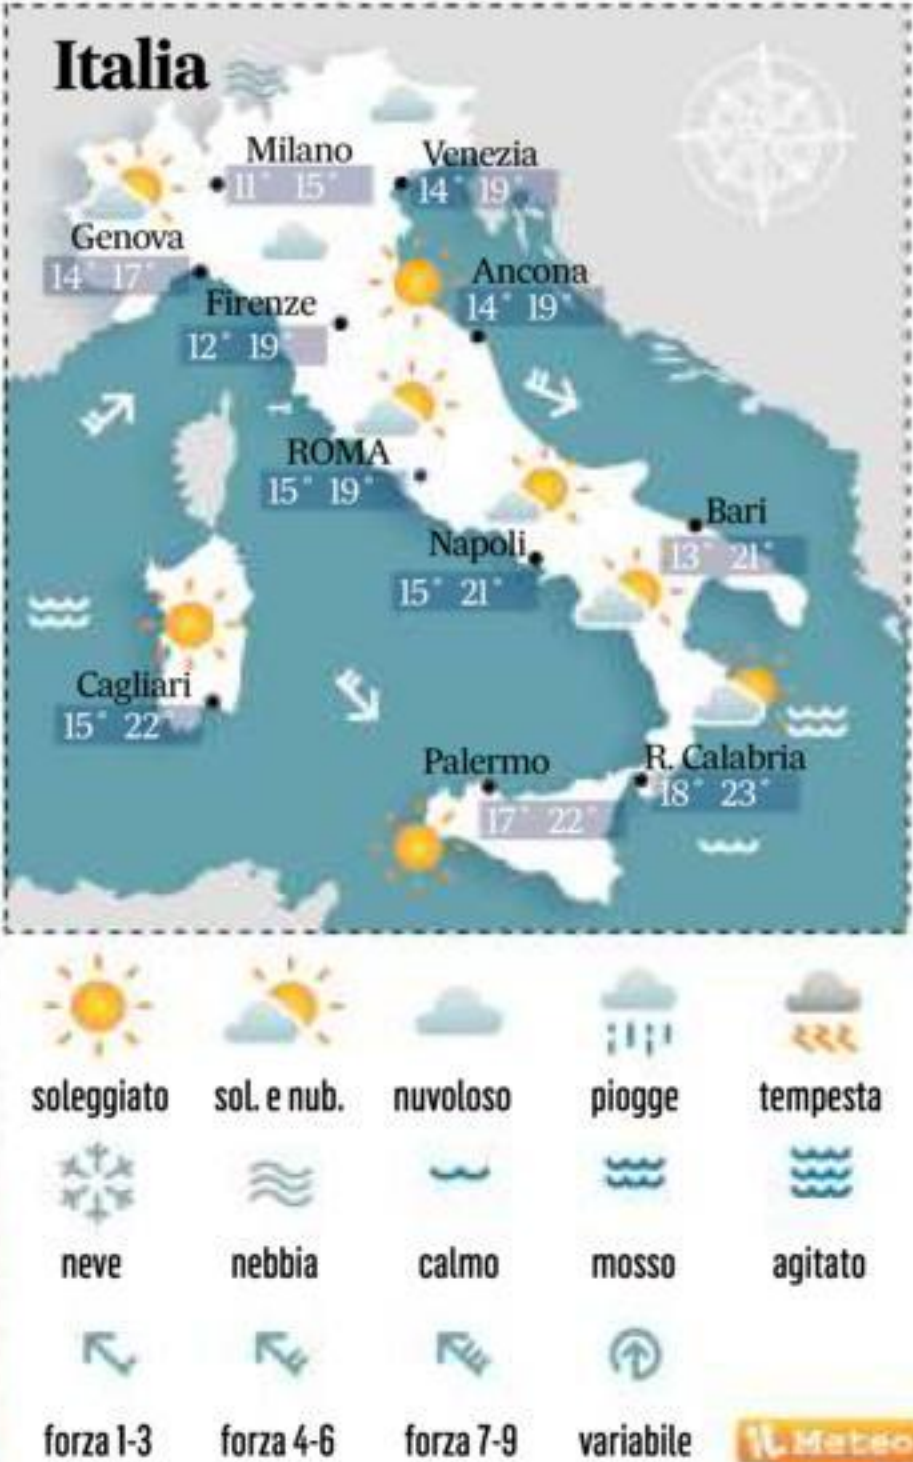 Italia
Milano
11° 15°
Venezia
14° 19°
Genova
14° 17°
Ancona
14° 19°
Firenze
12° 19°
ROMA
15° 19°
Bari
13° 21°
Napoli
15° 21°
Cagliari
15° 22°
Palermo
17° 22°
R. Calabria
18° 23°
soleggiato
sol. e nub.
nuvoloso
piogge
tempesta
neve
nebbia
calmo
mosso
agitato
forza 1-3
forza 4-6
forza 7-9
variabile
iL Meteo